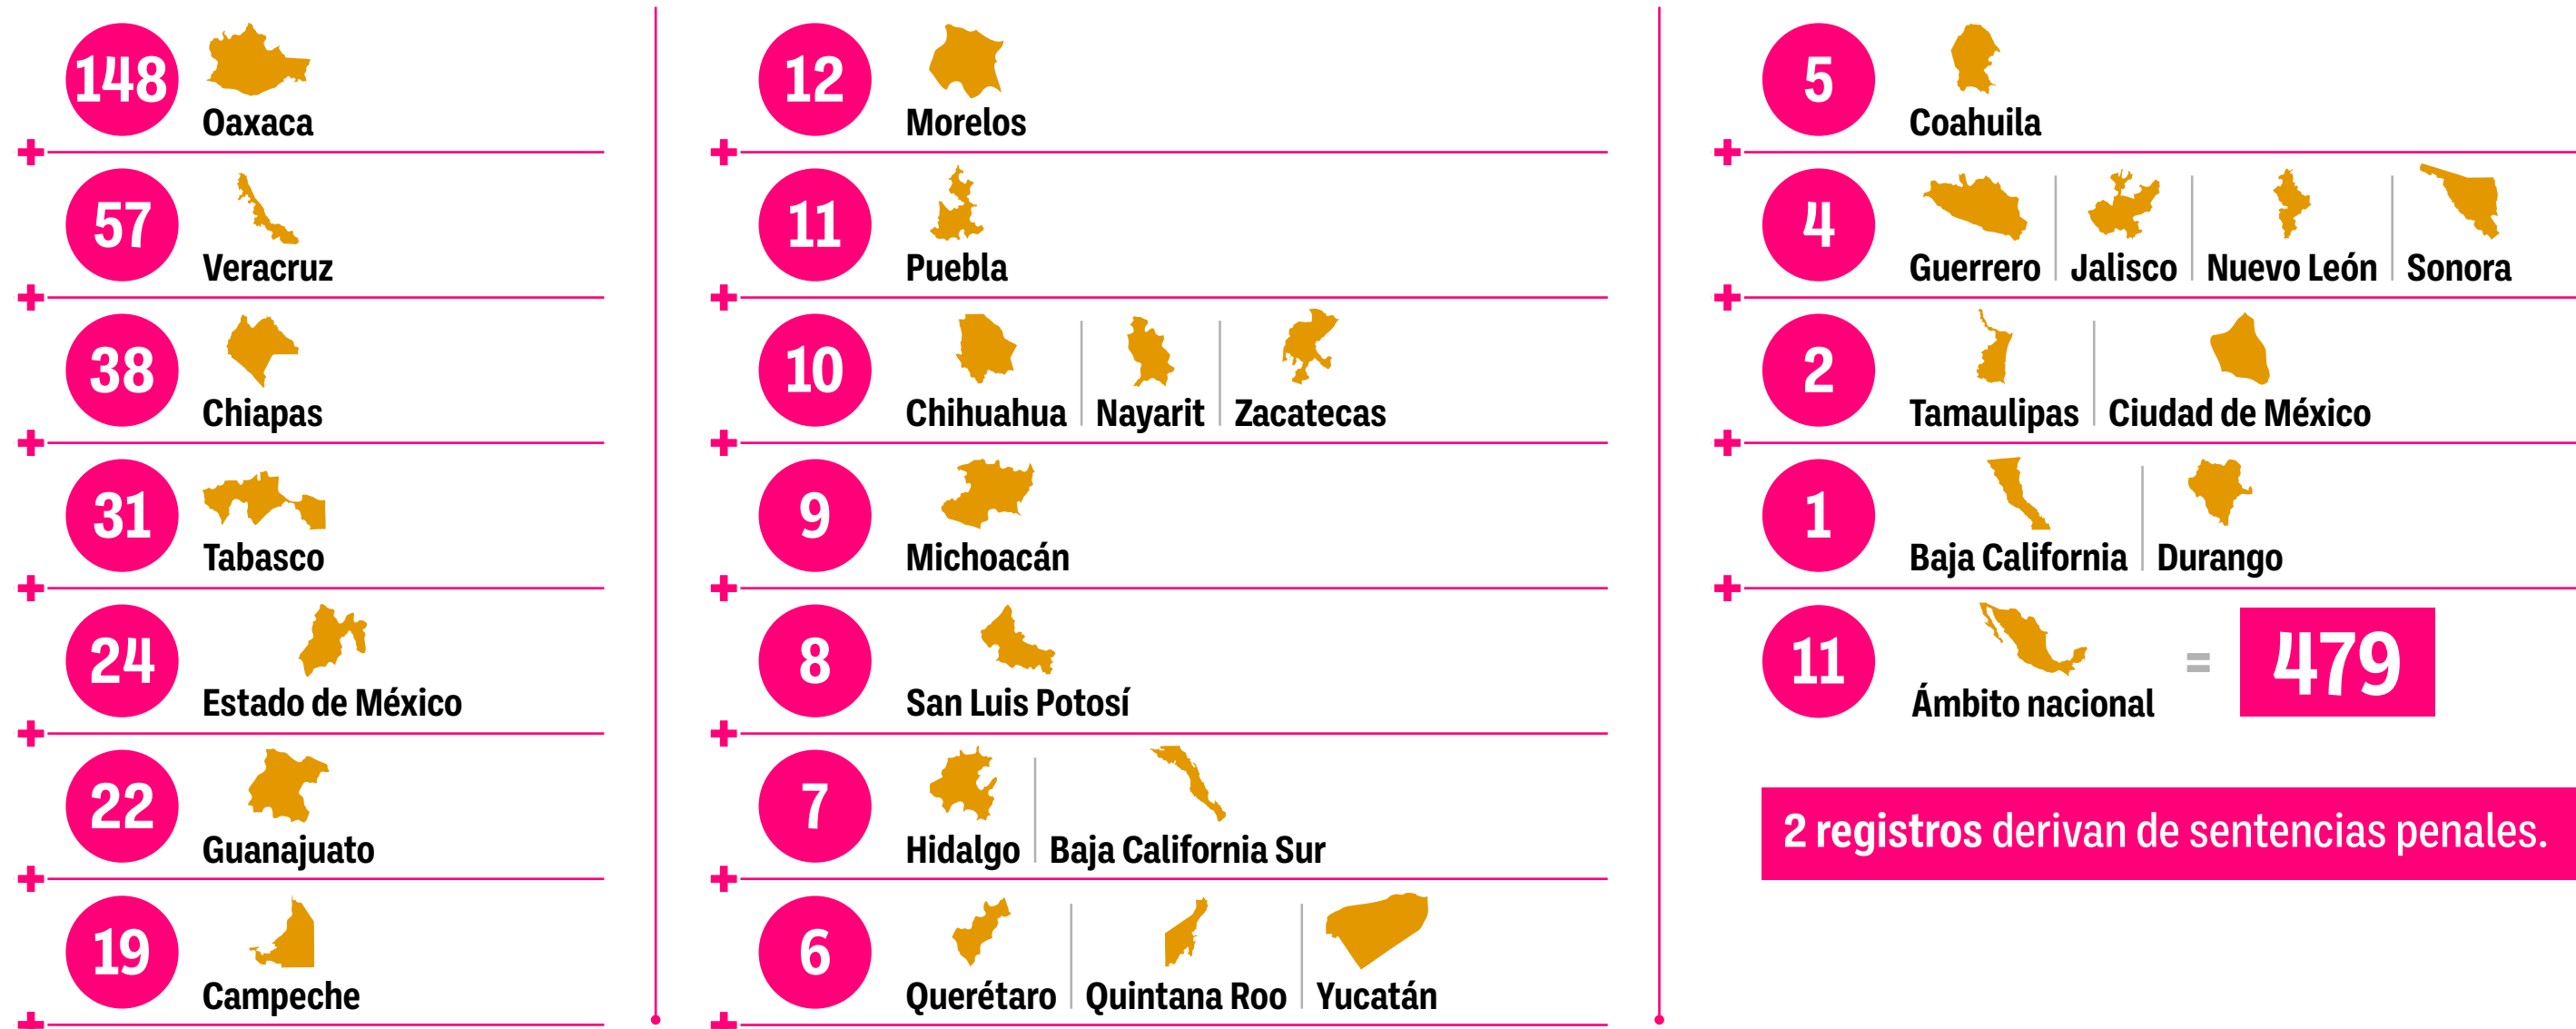 148
Oaxaca
+
57
Veracruz
+
38
Chiapas
+
31
Tabasco
+
24
Estado de México
+
22
Guanajuato
+
19
Campeche
+
12
Morelos
+
11
Puebla
+
10
Chihuahua | Nayarit | Zacatecas
+
9
Michoacán
+
8
San Luis Potosí
+
7
Hidalgo | Baja California Sur
+
6
Querétaro | Quintana Roo | Yucatán
+
5
Coahuila
+
4
Guerrero | Jalisco | Nuevo León | Sonora
+
2
Tamaulipas | Ciudad de México
+
1
Baja California | Durango
+
11
Ámbito nacional
= 479
2 registros derivan de sentencias penales.